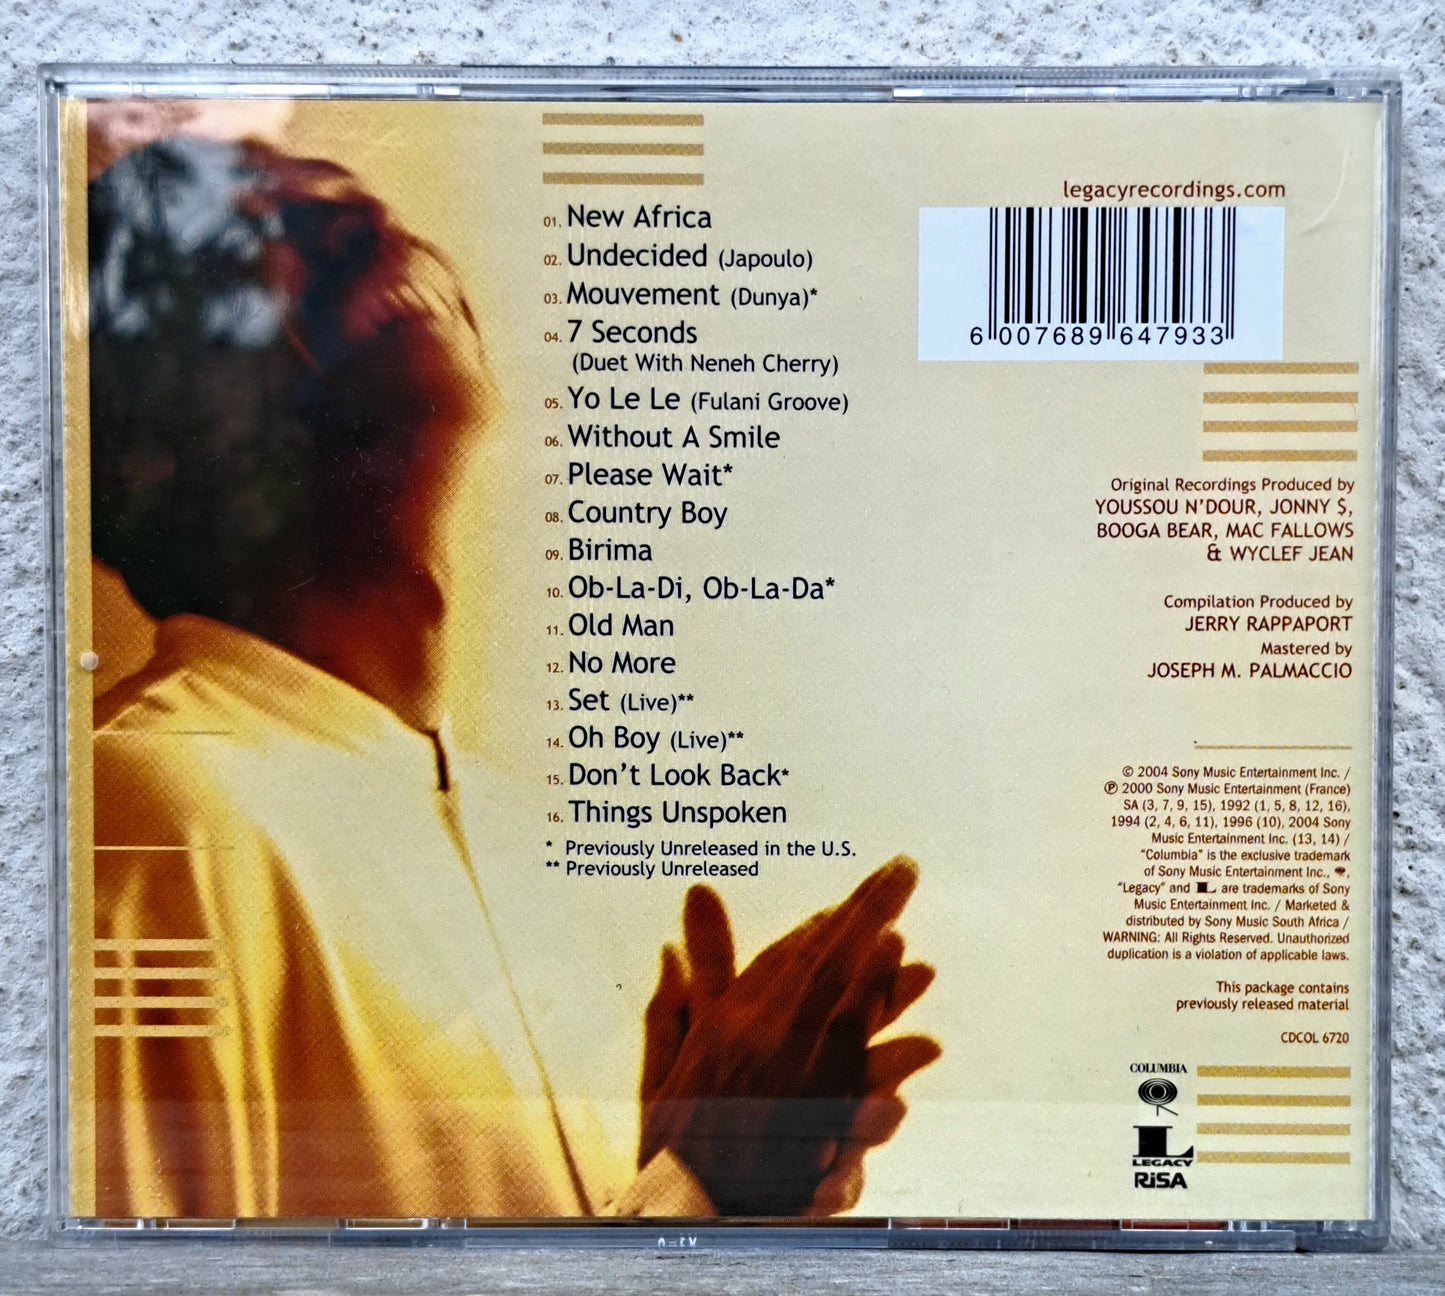 01. New Africa
02. Undecided (Japoulo)
03. Mouvement (Dunya)*
04. 7 Seconds
(Duet With Neneh Cherry)
05. Yo Le Le (Fulani Groove)
06. Without A Smile
07. Please Wait*
08. Country Boy
09. Birima
10. Ob-La-Di, Ob-La-Da*
11. Old Man
12. No More
13. Set (Live)**
14. Oh Boy (Live)**
15. Don't Look Back*
16. Things Unspoken
* Previously Unreleased in the U.S.
** Previously Unreleased
legacyrecordings.com
6 007689 647933
Original Recordings Produced by
YOUSSOU N'DOUR, JONNY $,
BOOGA BEAR, MAC FALLOWS
& WYCLEF JEAN
Compilation Produced by
JERRY RAPPAPORT
Mastered by
JOSEPH M. PALMACCIO
© 2004 Sony Music Entertainment Inc. /
℗ 2000 Sony Music Entertainment (France)
SA (3, 7, 9, 15), 1992 (1, 5, 8, 12, 16),
1994 (2, 4, 6, 11), 1996 (10), 2004 Sony
Music Entertainment Inc. (13, 14) /
"Columbia" is the exclusive trademark
of Sony Music Entertainment Inc., ,
"Legacy" and L are trademarks of Sony
Music Entertainment Inc. / Marketed &
distributed by Sony Music South Africa /
WARNING: All Rights Reserved. Unauthorized
duplication is a violation of applicable laws.
This package contains
previously released material
CDCOL 6720
COLUMBIA
L
LEGACY
RiSA